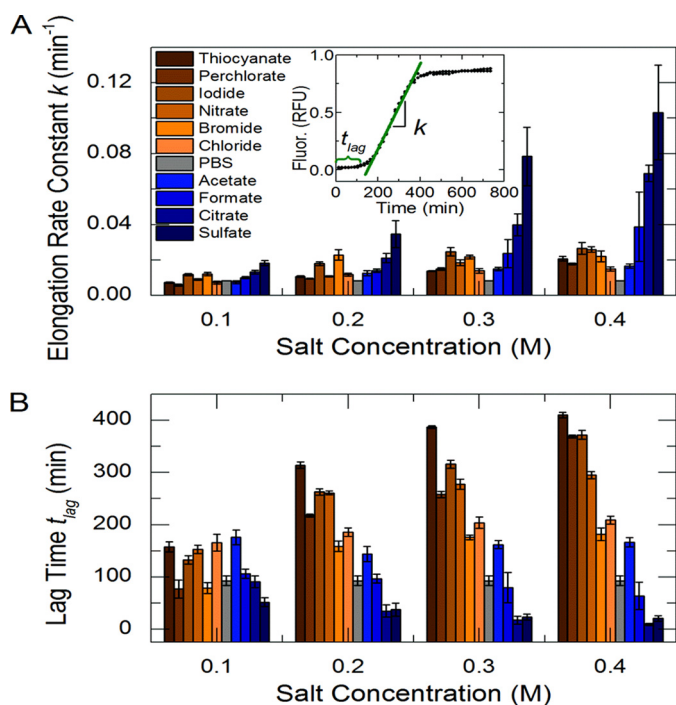 A
Elongation Rate Constant k (min⁻¹)
0.12
0.08
0.04
0.00
Thiocyanate
Perchlorate
Iodide
Nitrate
Bromide
Chloride
PBS
Acetate
Formate
Citrate
Sulfate
Fluor. (RFU)
1.0
0.5
0.0
t_lag
k
0 200 400 600 800
Time (min)
0.1 0.2 0.3 0.4
Salt Concentration (M)
B
Lag Time t_lag (min)
400
300
200
100
0
0.1 0.2 0.3 0.4
Salt Concentration (M)